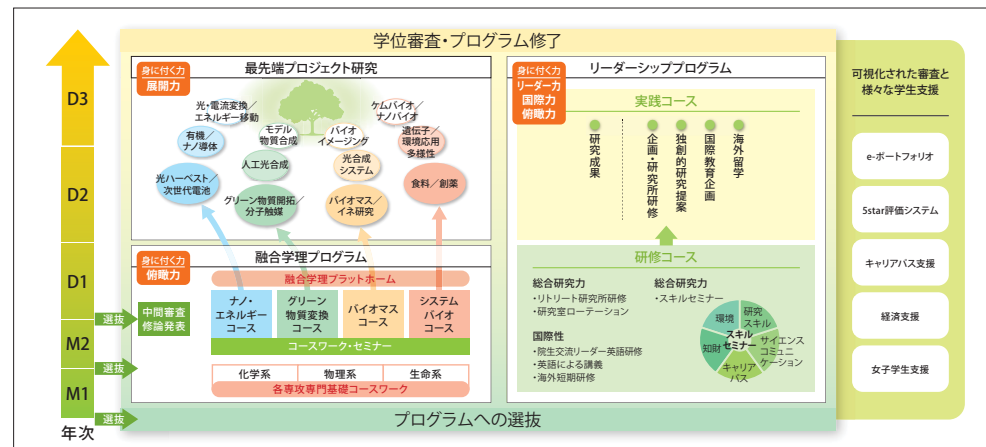 学位審査・プログラム修了
D3
D2
D1
M2
M1
年次
選抜
選抜
選抜
中間審査
修論発表
身に付く力
展開力
最先端プロジェクト研究
光・電流変換／
エネルギー移動
ケムバイオ／
ナノバイオ
有機／
ナノ導体
モデル
物質合成
バイオ
イメージング
遺伝子／
環境応用
多様性
人工光合成
光合成
システム
光ハーベスト／
次世代電池
グリーン物質開拓／
分子触媒
バイオマス／
イネ研究
食料／創薬
身に付く力
俯瞰力
融合学理プログラム
融合学理プラットホーム
ナノ・
エネルギー
コース
グリーン
物質変換
コース
バイオマス
コース
システム
バイオ
コース
コースワーク・セミナー
化学系
物理系
生命系
各専攻専門基礎コースワーク
プログラムへの選抜
身に付く力
リーダー力
国際力
俯瞰力
リーダーシッププログラム
実践コース
研究成果
企画・研究所研修
独創的研究提案
国際教育企画
海外留学
研修コース
総合研究力
・リトリート研究所研修
・研究室ローテーション
国際性
・院生交流リーダー英語研修
・英語による講義
・海外短期研修
総合研究力
・スキルセミナー
環境
研究
スキル
スキル
セミナー
知財
サイエンス
コミュニ
ケーション
キャリア
パス
可視化された審査と
様々な学生支援
e-ポートフォリオ
5star評価システム
キャリアパス支援
経済支援
女子学生支援